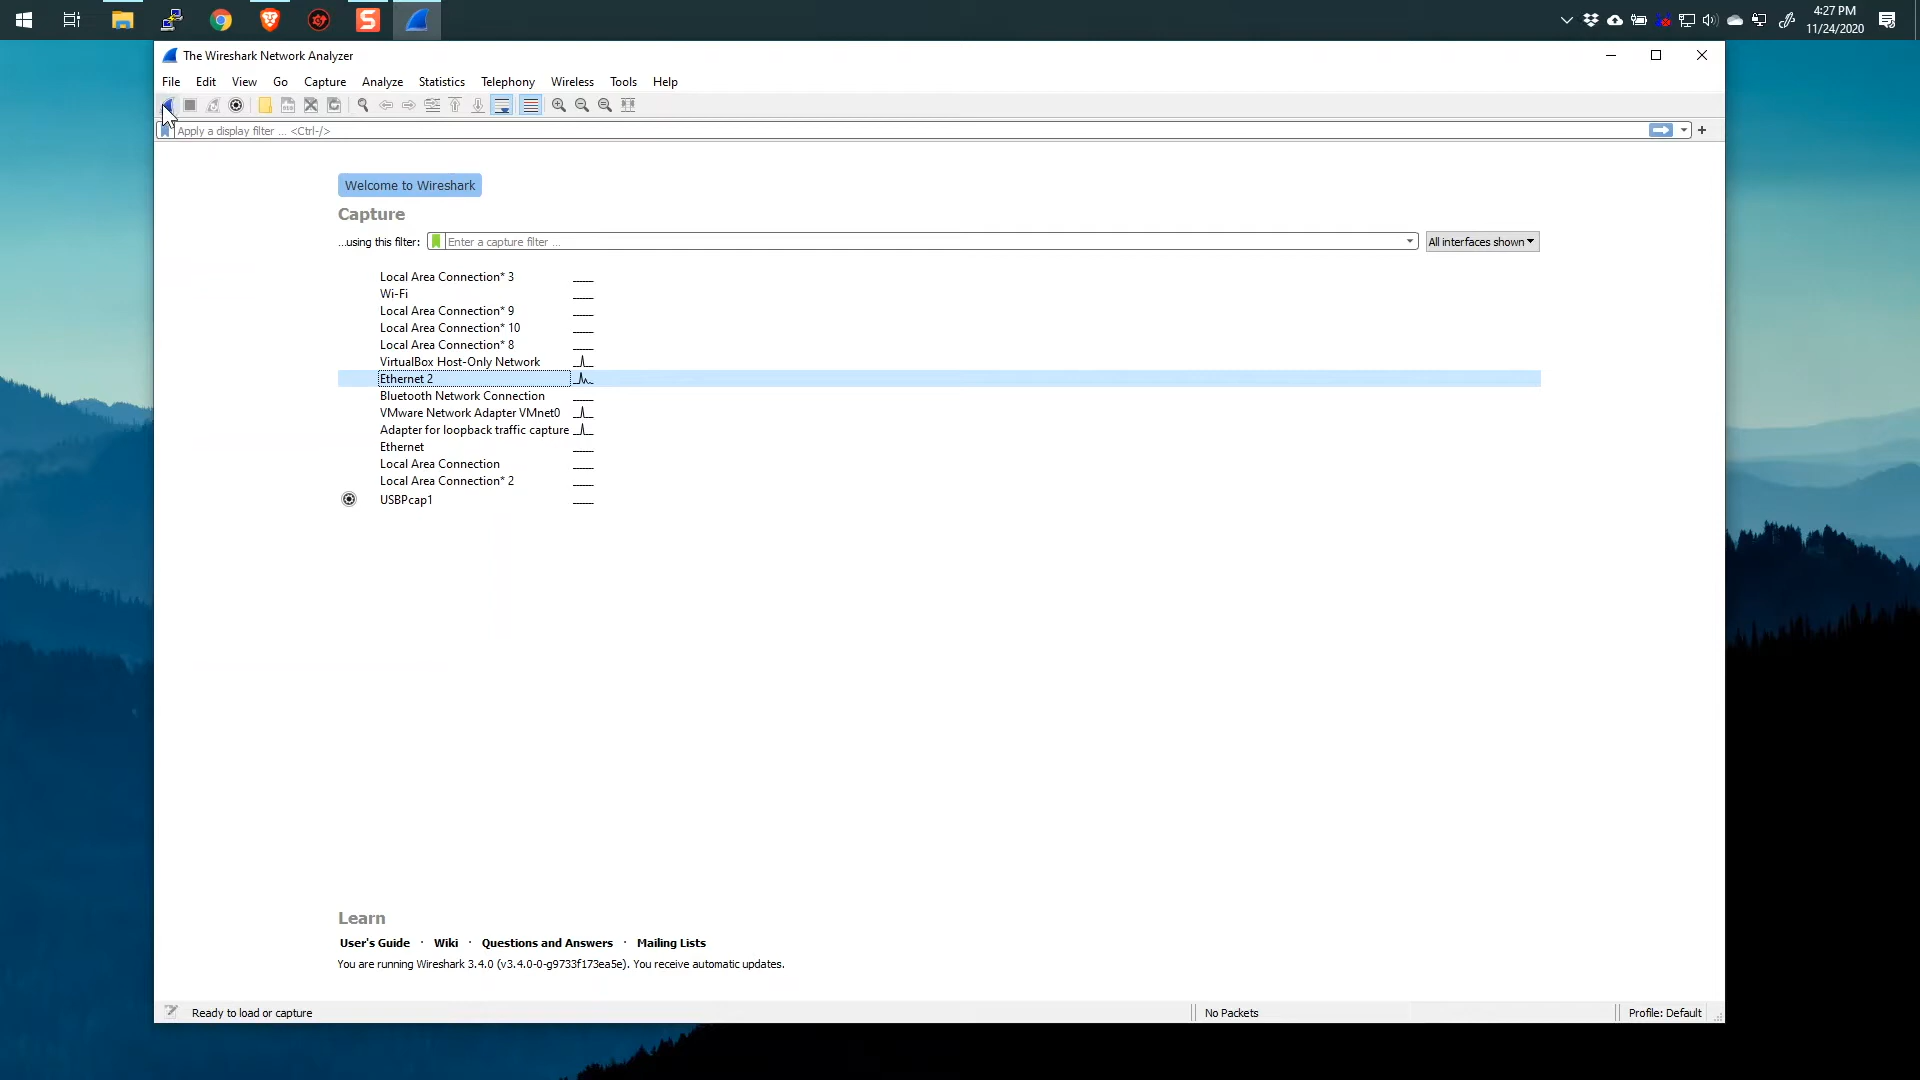 4:27 PM
11/24/2020
The Wireshark Network Analyzer
File Edit View Go Capture Analyze Statistics Telephony Wireless Tools Help
Apply a display filter ... <Ctrl-/>
Welcome to Wireshark
Capture
...using this filter: Enter a capture filter ... All interfaces shown
Local Area Connection* 3
Wi-Fi
Local Area Connection* 9
Local Area Connection* 10
Local Area Connection* 8
VirtualBox Host-Only Network
Ethernet 2
Bluetooth Network Connection
VMware Network Adapter VMnet0
Adapter for loopback traffic capture
Ethernet
Local Area Connection
Local Area Connection* 2
USBPcap1
Learn
User's Guide · Wiki · Questions and Answers · Mailing Lists
You are running Wireshark 3.4.0 (v3.4.0-0-g9733f173ea5e). You receive automatic updates.
Ready to load or capture No Packets Profile: Default